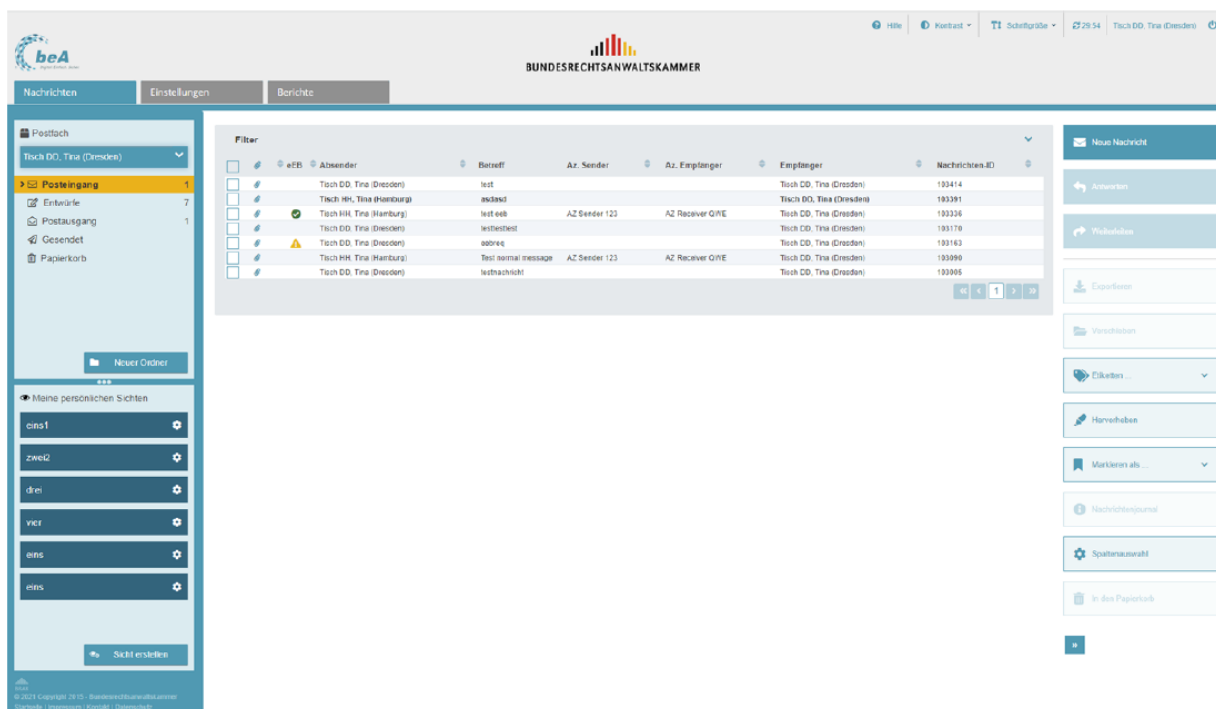 Hilfe
Kontrast
Schriftgröße
29:54
Tisch DD, Tina (Dresden)
beA
BUNDESRECHTSANWALTSKAMMER
Nachrichten
Einstellungen
Berichte
Postfach
Tisch DD, Tina (Dresden)
Posteingang 1
Entwürfe 7
Postausgang 1
Gesendet
Papierkorb
Neuer Ordner
Meine persönlichen Sichten
eins1
zwei2
drei
vier
eins
eins
Sicht erstellen
© 2021 Copyright 2015 - Bundesrechtsanwaltskammer
Startseite | Impressum | Kontakt | Datenschutz
Filter
eEB Absender Betreff Az. Sender Az. Empfänger Empfänger Nachrichten-ID
Tisch DD, Tina (Dresden) test Tisch DD, Tina (Dresden) 103414
Tisch HH, Tina (Hamburg) asdasd Tisch DD, Tina (Dresden) 103391
Tisch HH, Tina (Hamburg) test eeb AZ Sender 123 AZ Receiver QWE Tisch DD, Tina (Dresden) 103336
Tisch DD, Tina (Dresden) testtesttest Tisch DD, Tina (Dresden) 103170
Tisch DD, Tina (Dresden) eebreq Tisch DD, Tina (Dresden) 103163
Tisch HH, Tina (Hamburg) Test normal message AZ Sender 123 AZ Receiver QWE Tisch DD, Tina (Dresden) 103090
Tisch DD, Tina (Dresden) testnachricht Tisch DD, Tina (Dresden) 103005
1
Neue Nachricht
Antworten
Weiterleiten
Exportieren
Verschieben
Etiketten ...
Hervorheben
Markieren als ...
Nachrichtenjournal
Spaltenauswahl
In den Papierkorb